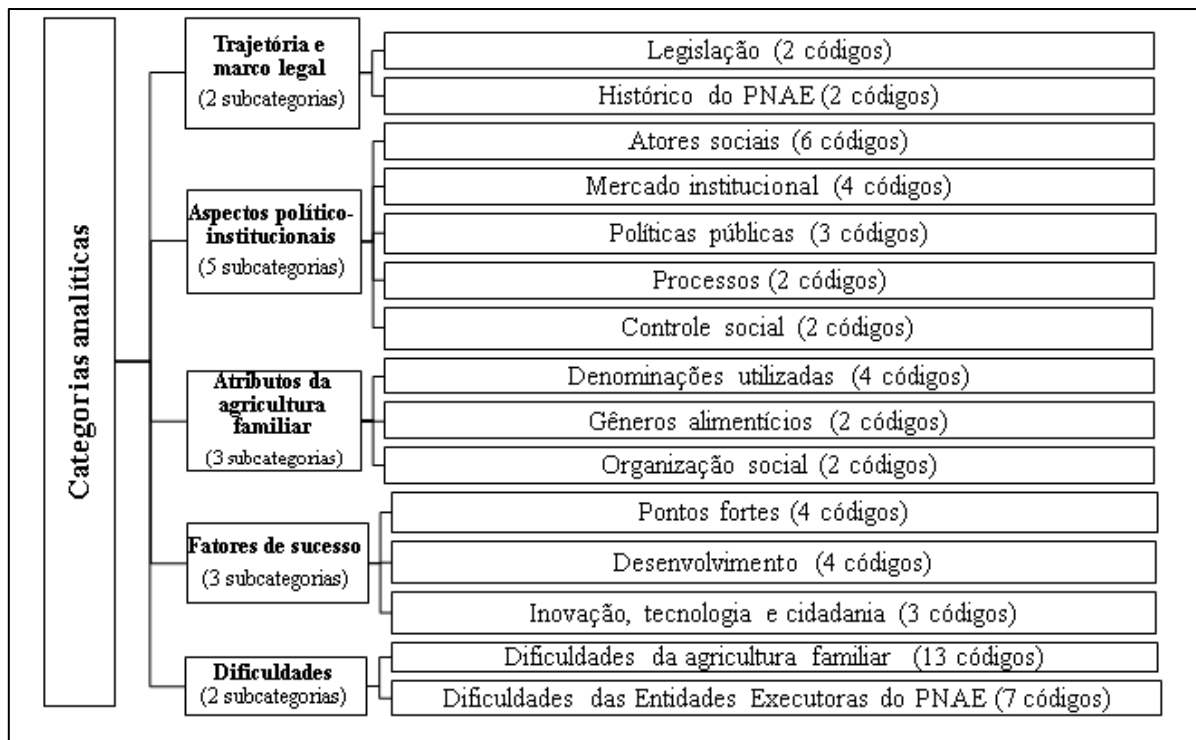 Categorias analíticas
Trajetória e
marco legal
(2 subcategorias)
Legislação (2 códigos)
Histórico do PNAE (2 códigos)
Aspectos político-
institucionais
(5 subcategorias)
Atores sociais (6 códigos)
Mercado institucional (4 códigos)
Políticas públicas (3 códigos)
Processos (2 códigos)
Controle social (2 códigos)
Atributos da
agricultura
familiar
(3 subcategorias)
Denominações utilizadas (4 códigos)
Gêneros alimentícios (2 códigos)
Organização social (2 códigos)
Fatores de sucesso
(3 subcategorias)
Pontos fortes (4 códigos)
Desenvolvimento (4 códigos)
Inovação, tecnologia e cidadania (3 códigos)
Dificuldades
(2 subcategorias)
Dificuldades da agricultura familiar (13 códigos)
Dificuldades das Entidades Executoras do PNAE (7 códigos)